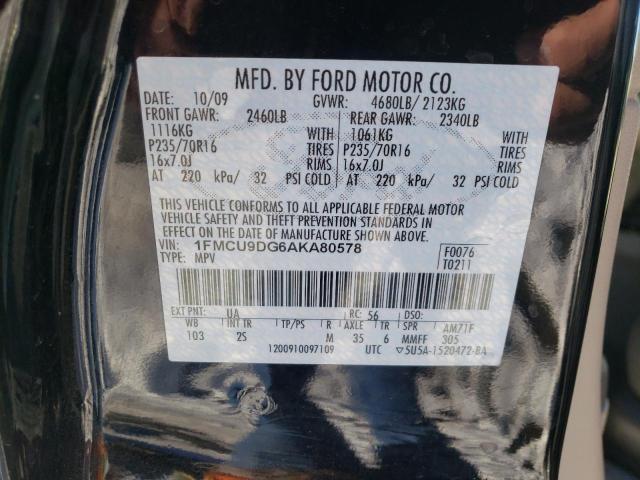 MFD. BY FORD MOTOR CO.
DATE: 10/09 GVWR: 4680LB/ 2123KG
FRONT GAWR: 2460LB REAR GAWR: 2340LB
1116KG WITH 1061KG WITH
P235/70R16 TIRES P235/70R16 TIRES
16x7.0J RIMS 16x7.0J RIMS
AT 220 kPa/ 32 PSI COLD AT 220 kPa/ 32 PSI COLD
THIS VEHICLE CONFORMS TO ALL APPLICABLE FEDERAL MOTOR
VEHICLE SAFETY AND THEFT PREVENTION STANDARDS IN
EFFECT ON THE DATE OF MANUFACTURE SHOWN ABOVE.
VIN: 1FMCU9DG6AKA80578 F0076
TYPE: MPV T0211
EXT PNT: UA RC: 56 DSO:
WB INT TR TP/PS R AXLE TR SPR AM71F
103 2S M 35 6 MMFF 305
1200910097109 UTC 5U5A-1520472-BA